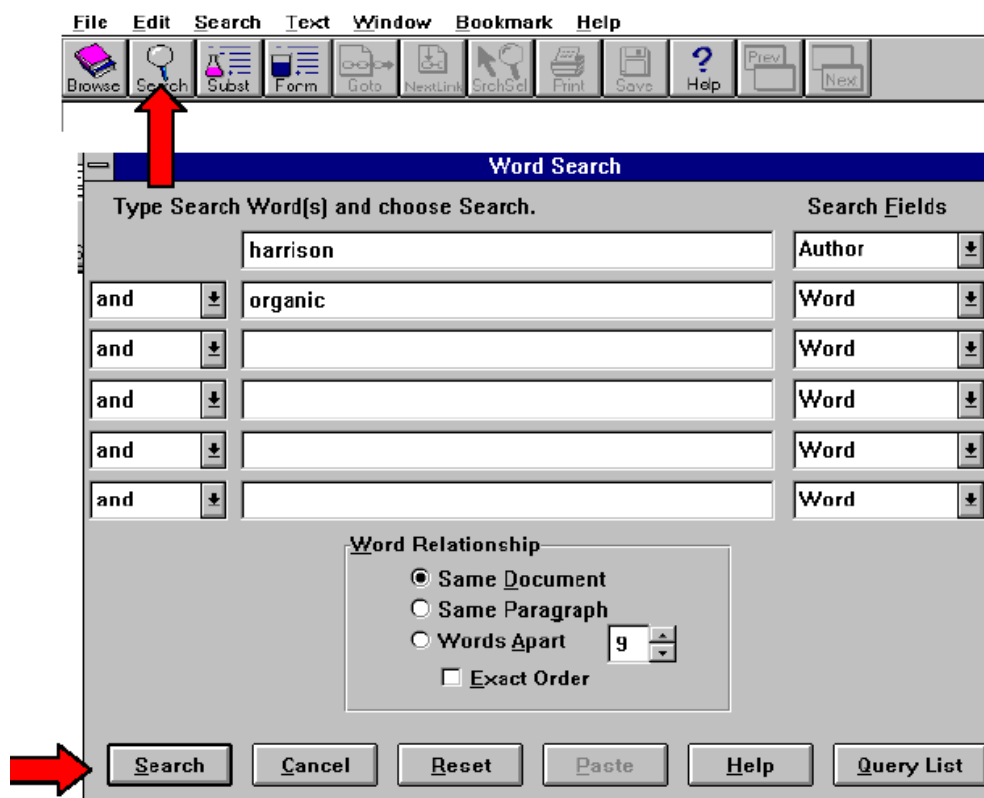 File Edit Search Text Window Bookmark Help
Browse Search Subst Form Goto NextLink SrchSel Print Save Help Prev Next
Word Search
Type Search Word(s) and choose Search. Search Fields
harrison Author
and organic Word
and Word
and Word
and Word
and Word
Word Relationship
Same Document
Same Paragraph
Words Apart 9
Exact Order
Search Cancel Reset Paste Help Query List